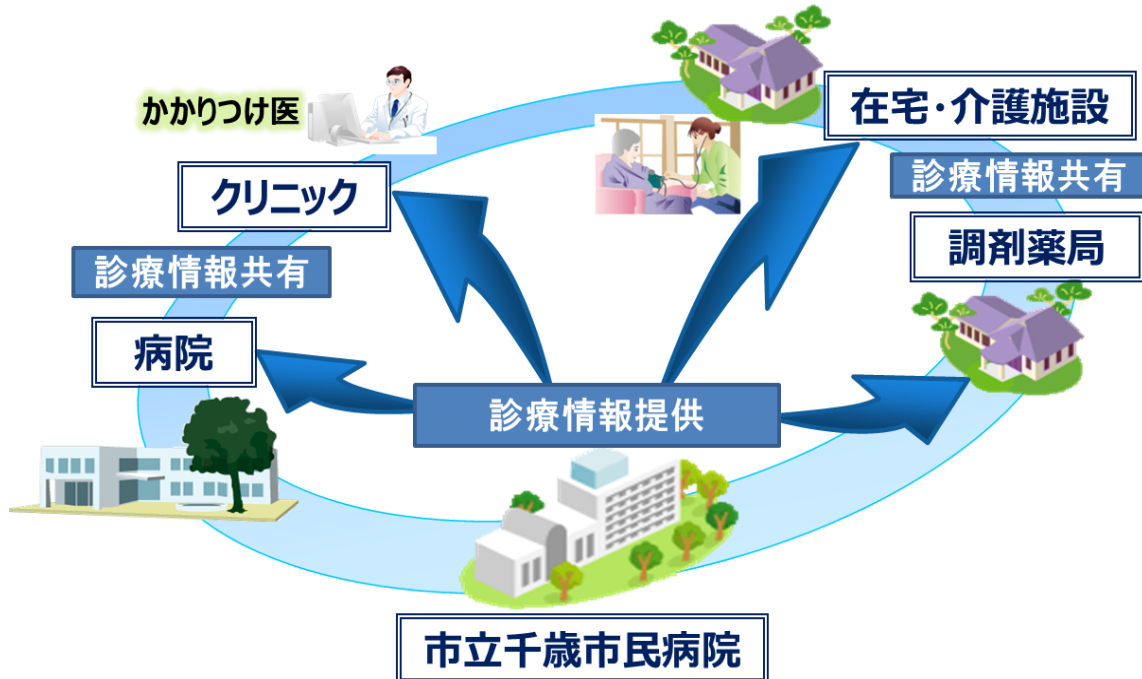 かかりつけ医
在宅・介護施設
クリニック
診療情報共有
診療情報共有
調剤薬局
病院
診療情報提供
市立千歳市民病院